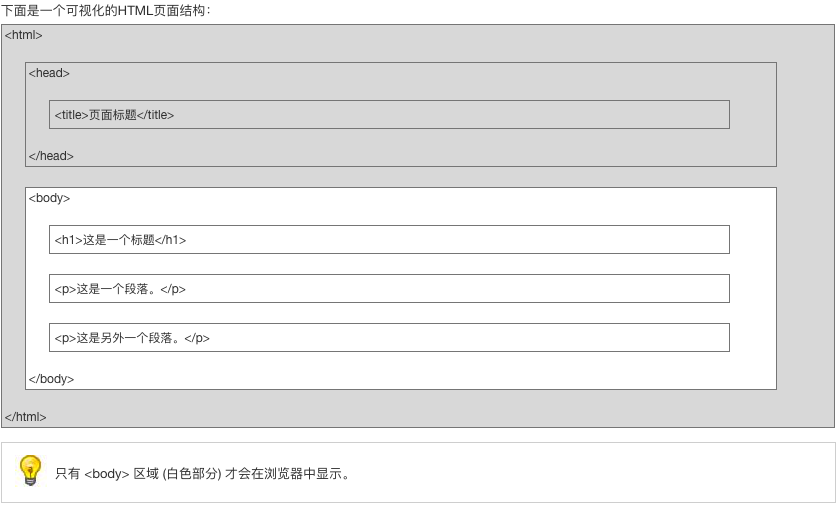 下面是一个可视化的HTML页面结构：
<html>
<head>
<title>页面标题</title>
</head>
<body>
<h1>这是一个标题</h1>
<p>这是一个段落。</p>
<p>这是另外一个段落。</p>
</body>
</html>
只有 <body> 区域 (白色部分) 才会在浏览器中显示。